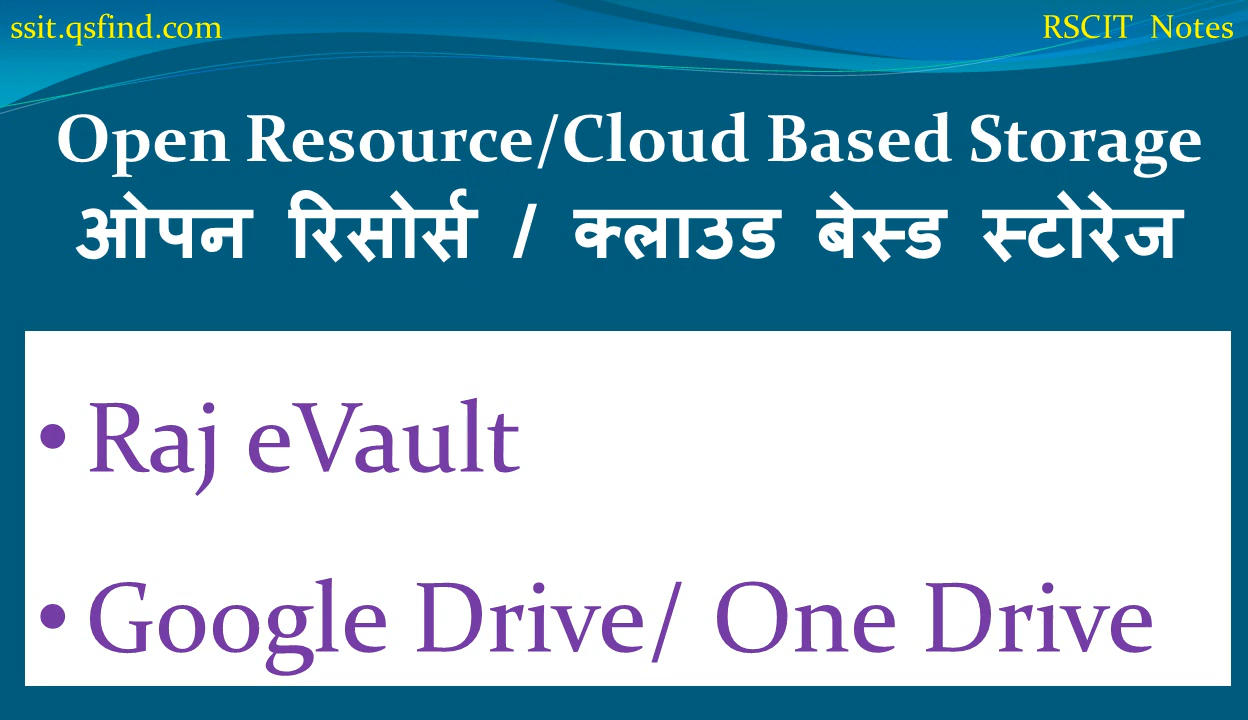 ssit.qsfind.com
RSCIT Notes
Open Resource/Cloud Based Storage
ओपन रिसोर्स / क्लाउड बेस्ड स्टोरेज
• Raj eVault
• Google Drive/ One Drive